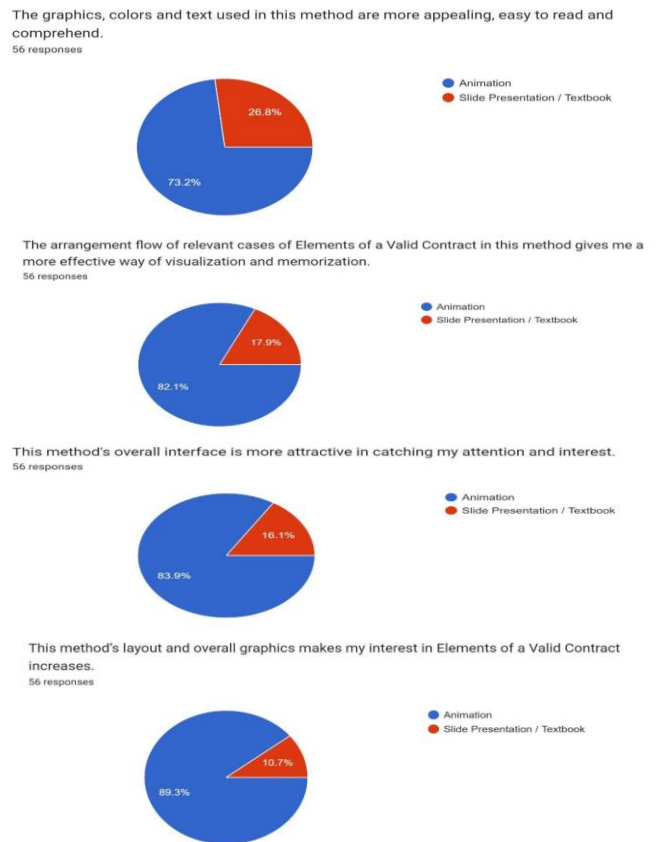 The graphics, colors and text used in this method are more appealing, easy to read and
comprehend.
56 responses
Animation
Slide Presentation / Textbook
26.8%
73.2%
The arrangement flow of relevant cases of Elements of a Valid Contract in this method gives me a
more effective way of visualization and memorization.
56 responses
Animation
Slide Presentation / Textbook
17.9%
82.1%
This method's overall interface is more attractive in catching my attention and interest.
56 responses
Animation
Slide Presentation / Textbook
16.1%
83.9%
This method's layout and overall graphics makes my interest in Elements of a Valid Contract
increases.
56 responses
Animation
Slide Presentation / Textbook
10.7%
89.3%